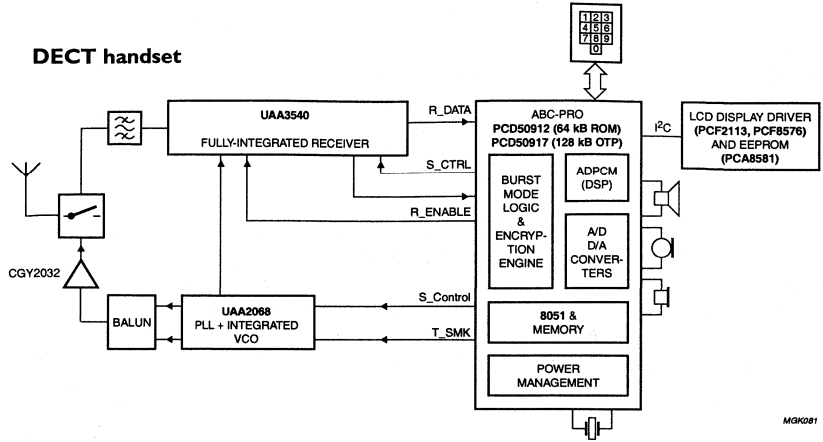 DECT handset
1 2 3
4 5 6
7 8 9
0
UAA3540
FULLY-INTEGRATED RECEIVER
R_DATA
S_CTRL
R_ENABLE
ABC-PRO
PCD50912 (64 kB ROM)
PCD50917 (128 kB OTP)
I²C
LCD DISPLAY DRIVER
(PCF2113, PCF8576)
AND EEPROM
(PCA8581)
BURST
MODE
LOGIC
&
ENCRYP-
TION
ENGINE
ADPCM
(DSP)
A/D
D/A
CONVER-
TERS
CGY2032
BALUN
UAA2068
PLL + INTEGRATED
VCO
S_Control
T_SMK
8051 &
MEMORY
POWER
MANAGEMENT
MGK081